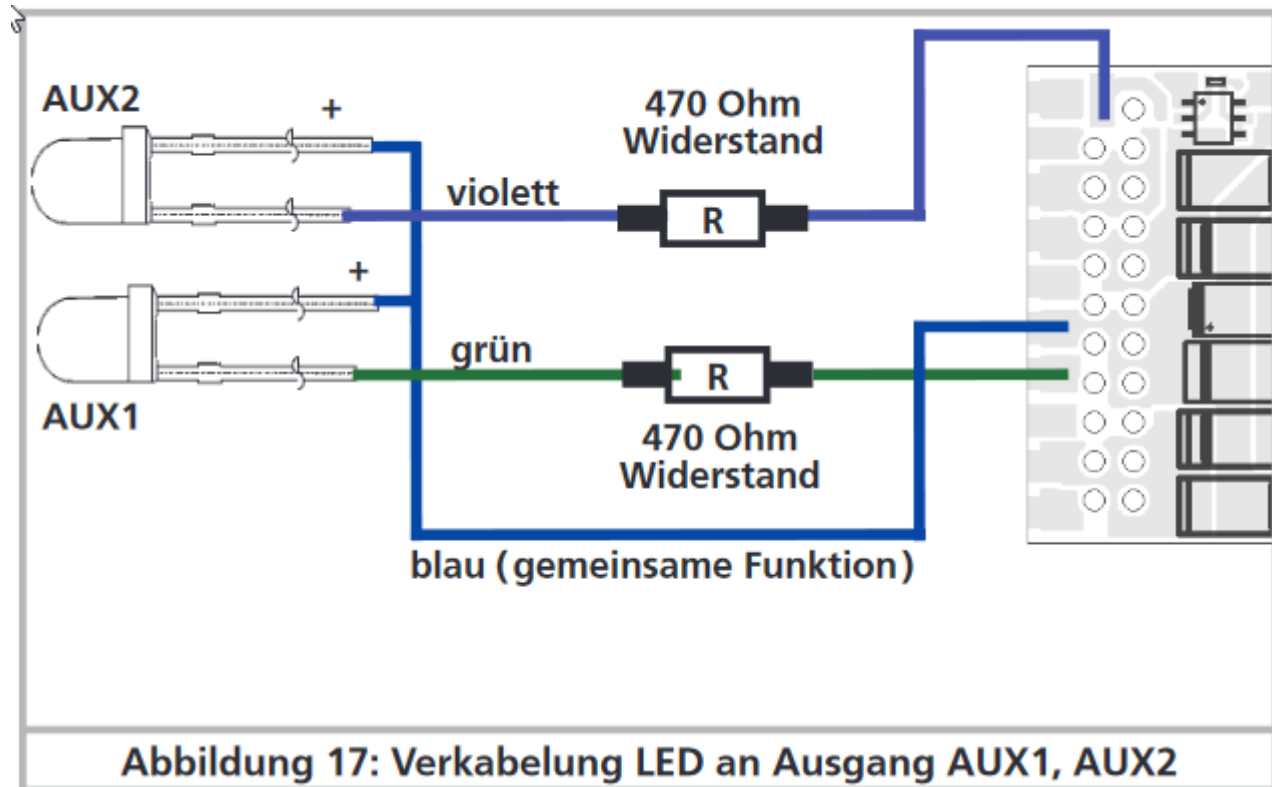 AUX2
+
470 Ohm
Widerstand
violett
R
+
grün
R
AUX1
470 Ohm
Widerstand
blau (gemeinsame Funktion)
Abbildung 17: Verkabelung LED an Ausgang AUX1, AUX2